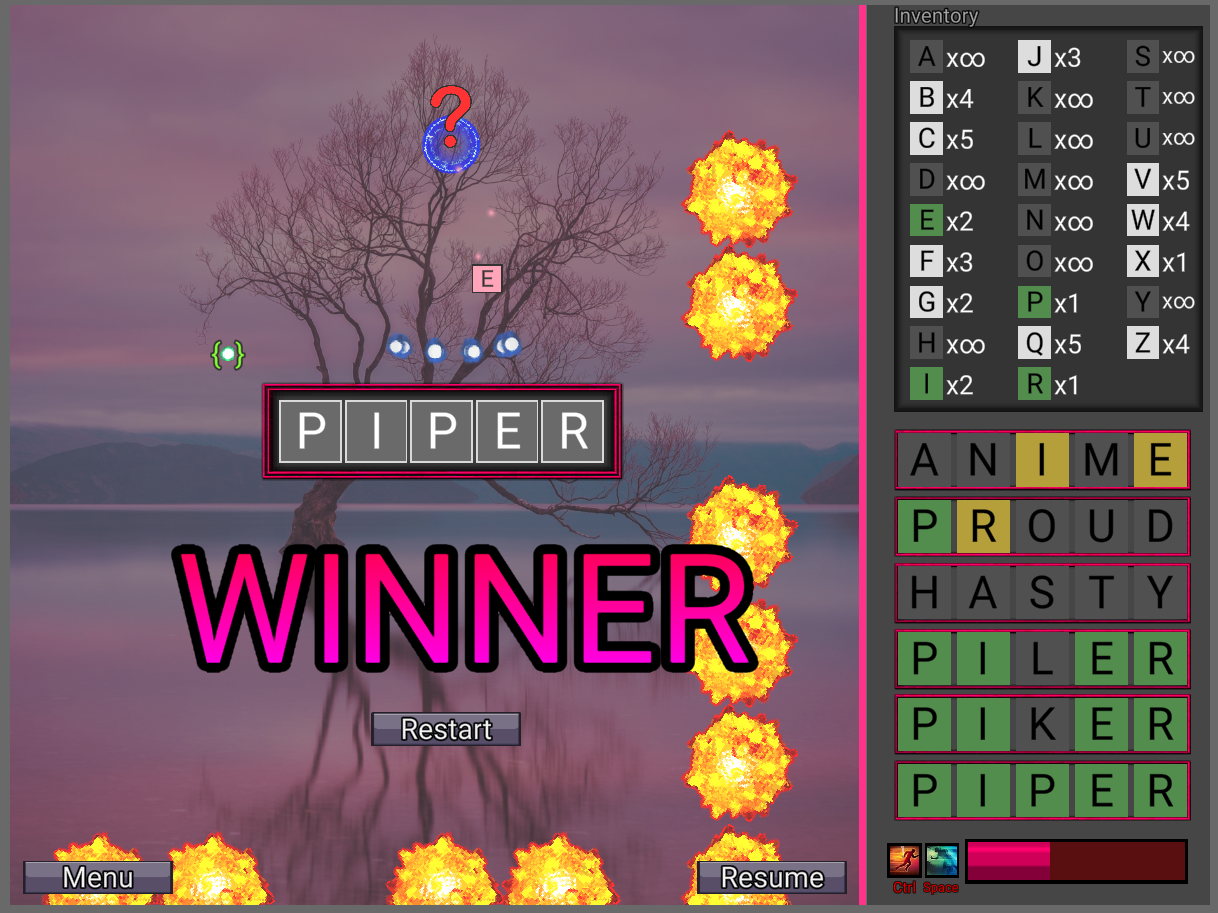 Inventory
A x∞ J x3 S x∞
B x4 K x∞ T x∞
C x5 L x∞ U x∞
D x∞ M x∞ V x5
E x2 N x∞ W x4
F x3 O x∞ X x1
G x2 P x1 Y x∞
H x∞ Q x5 Z x4
I x2 R x1
?
E
{ }
PIPER
WINNER
Restart
Menu
Resume
ANIME
PROUD
HASTY
PILER
PIKER
PIPER
Ctrl Space